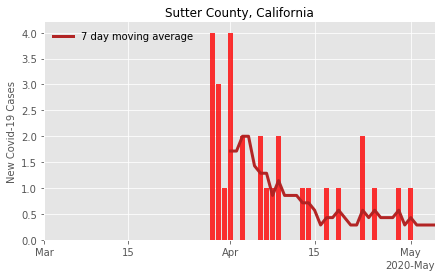 Sutter County, California
7 day moving average
New Covid-19 Cases
4.0
3.5
3.0
2.5
2.0
1.5
1.0
0.5
0.0
Mar
15
Apr
15
May
2020-May